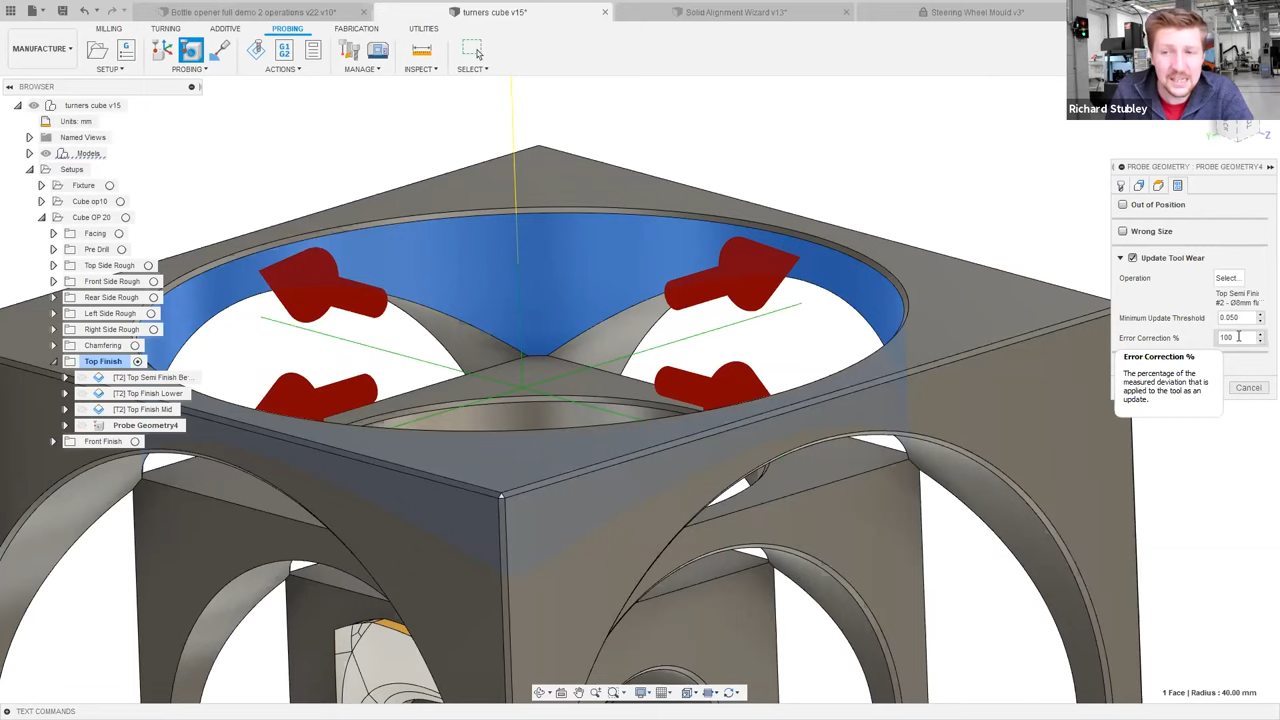 Bottle opener full demo 2 operations v22 v10*
turners cube v15*
Solid Alignment Wizard v13*
Steering Wheel Mould v3*
MANUFACTURE
MILLING
TURNING
ADDITIVE
PROBING
FABRICATION
UTILITIES
G1
G2
SETUP
PROBING
ACTIONS
MANAGE
INSPECT
SELECT
Richard Stubley
BROWSER
turners cube v15
Units: mm
Named Views
Models
Setups
Fixture
Cube op10
Cube OP 20
Facing
Pre Drill
Top Side Rough
Front Side Rough
Rear Side Rough
Left Side Rough
Right Side Rough
Chamfering
Top Finish
[T2] Top Semi Finish Be...
[T2] Top Finish Lower
[T2] Top Finish Mid
Probe Geometry4
Front Finish
Y
Z
PROBE GEOMETRY : PROBE GEOMETRY4
Out of Position
Wrong Size
Update Tool Wear
Operation
Select...
Top Semi Fini
Minimum Update Threshold
0.050
Error Correction %
100
Error Correction %
The percentage of the
measured deviation that is
applied to the tool as an
update.
Cancel
1 Face | Radius : 40.00 mm
TEXT COMMANDS